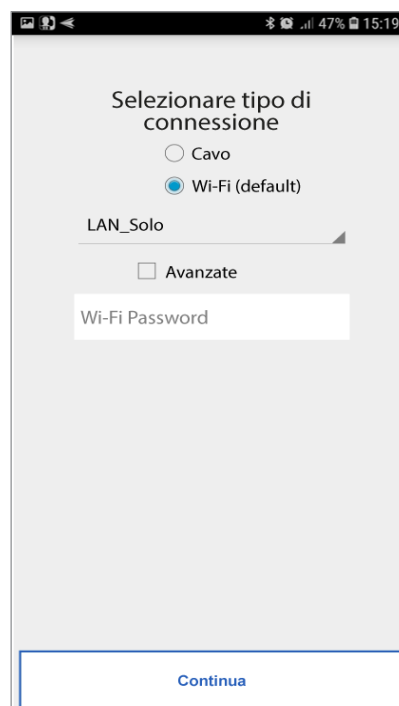 47% 15:19
Selezionare tipo di
connessione
Cavo
Wi-Fi (default)
LAN_Solo
Avanzate
Wi-Fi Password
Continua